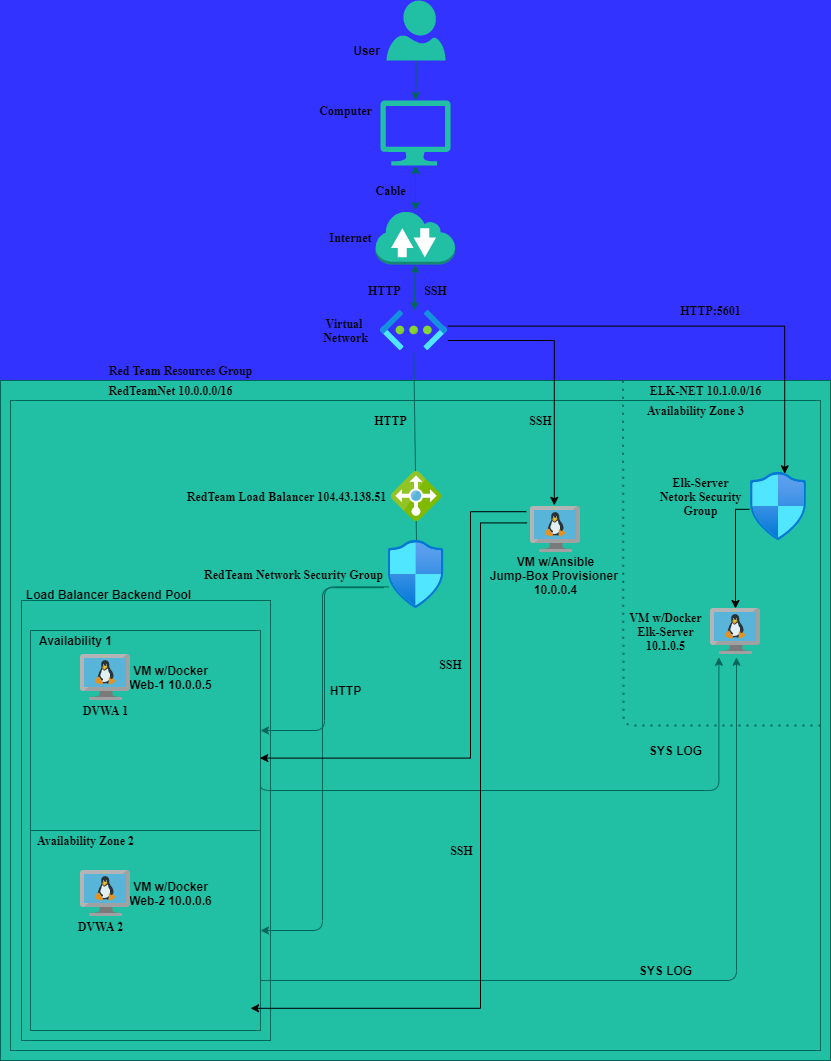 User
Computer
Cable
Internet
HTTP
SSH
Virtual
Network
HTTP:5601
Red Team Resources Group
RedTeamNet 10.0.0.0/16
ELK-NET 10.1.0.0/16
Availability Zone 3
HTTP
SSH
Elk-Server
Netork Security
Group
RedTeam Load Balancer 104.43.138.51
VM w/Ansible
Jump-Box Provisioner
10.0.0.4
RedTeam Network Security Group
Load Balancer Backend Pool
VM w/Docker
Elk-Server
10.1.0.5
Availability 1
VM w/Docker
Web-1 10.0.0.5
DVWA 1
SSH
HTTP
SYS LOG
Availability Zone 2
SSH
VM w/Docker
Web-2 10.0.0.6
DVWA 2
SYS LOG